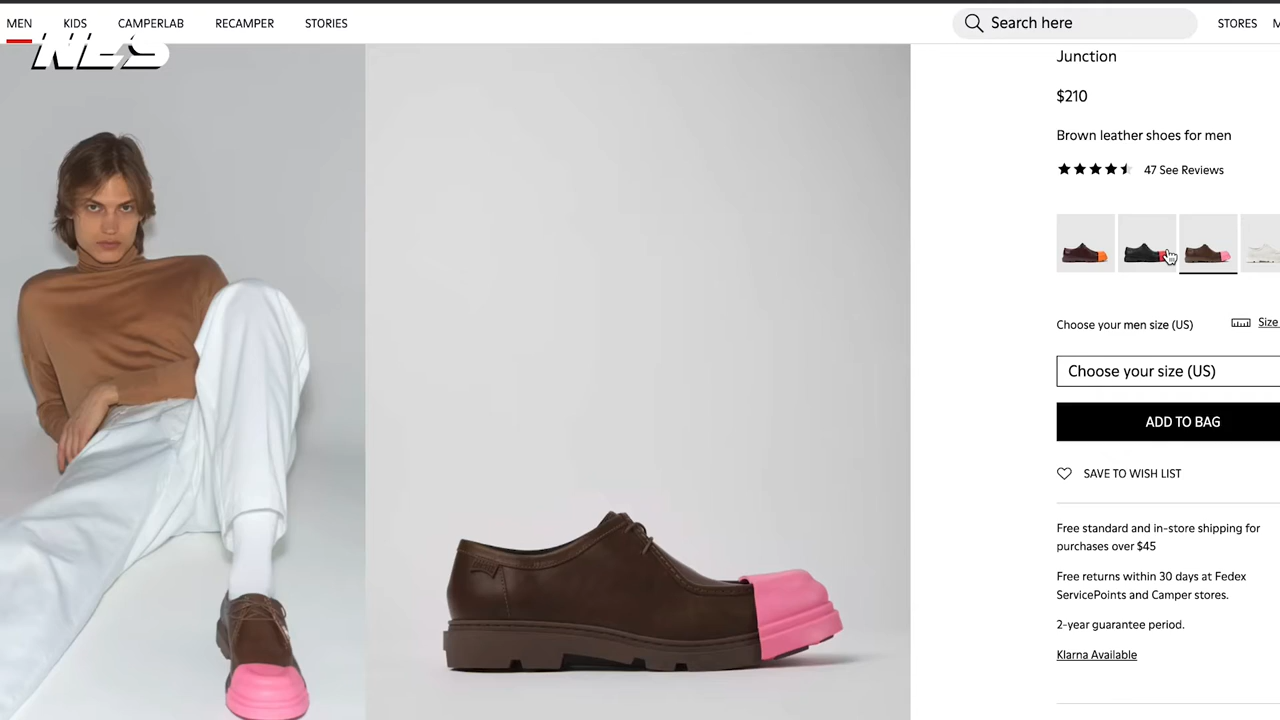 MEN KIDS CAMPERLAB RECAMPER STORIES Search here STORES
NES
Junction
$210
Brown leather shoes for men
47 See Reviews
Choose your men size (US) Size
Choose your size (US)
ADD TO BAG
SAVE TO WISH LIST
Free standard and in-store shipping for
purchases over $45
Free returns within 30 days at Fedex
ServicePoints and Camper stores.
2-year guarantee period.
Klarna Available